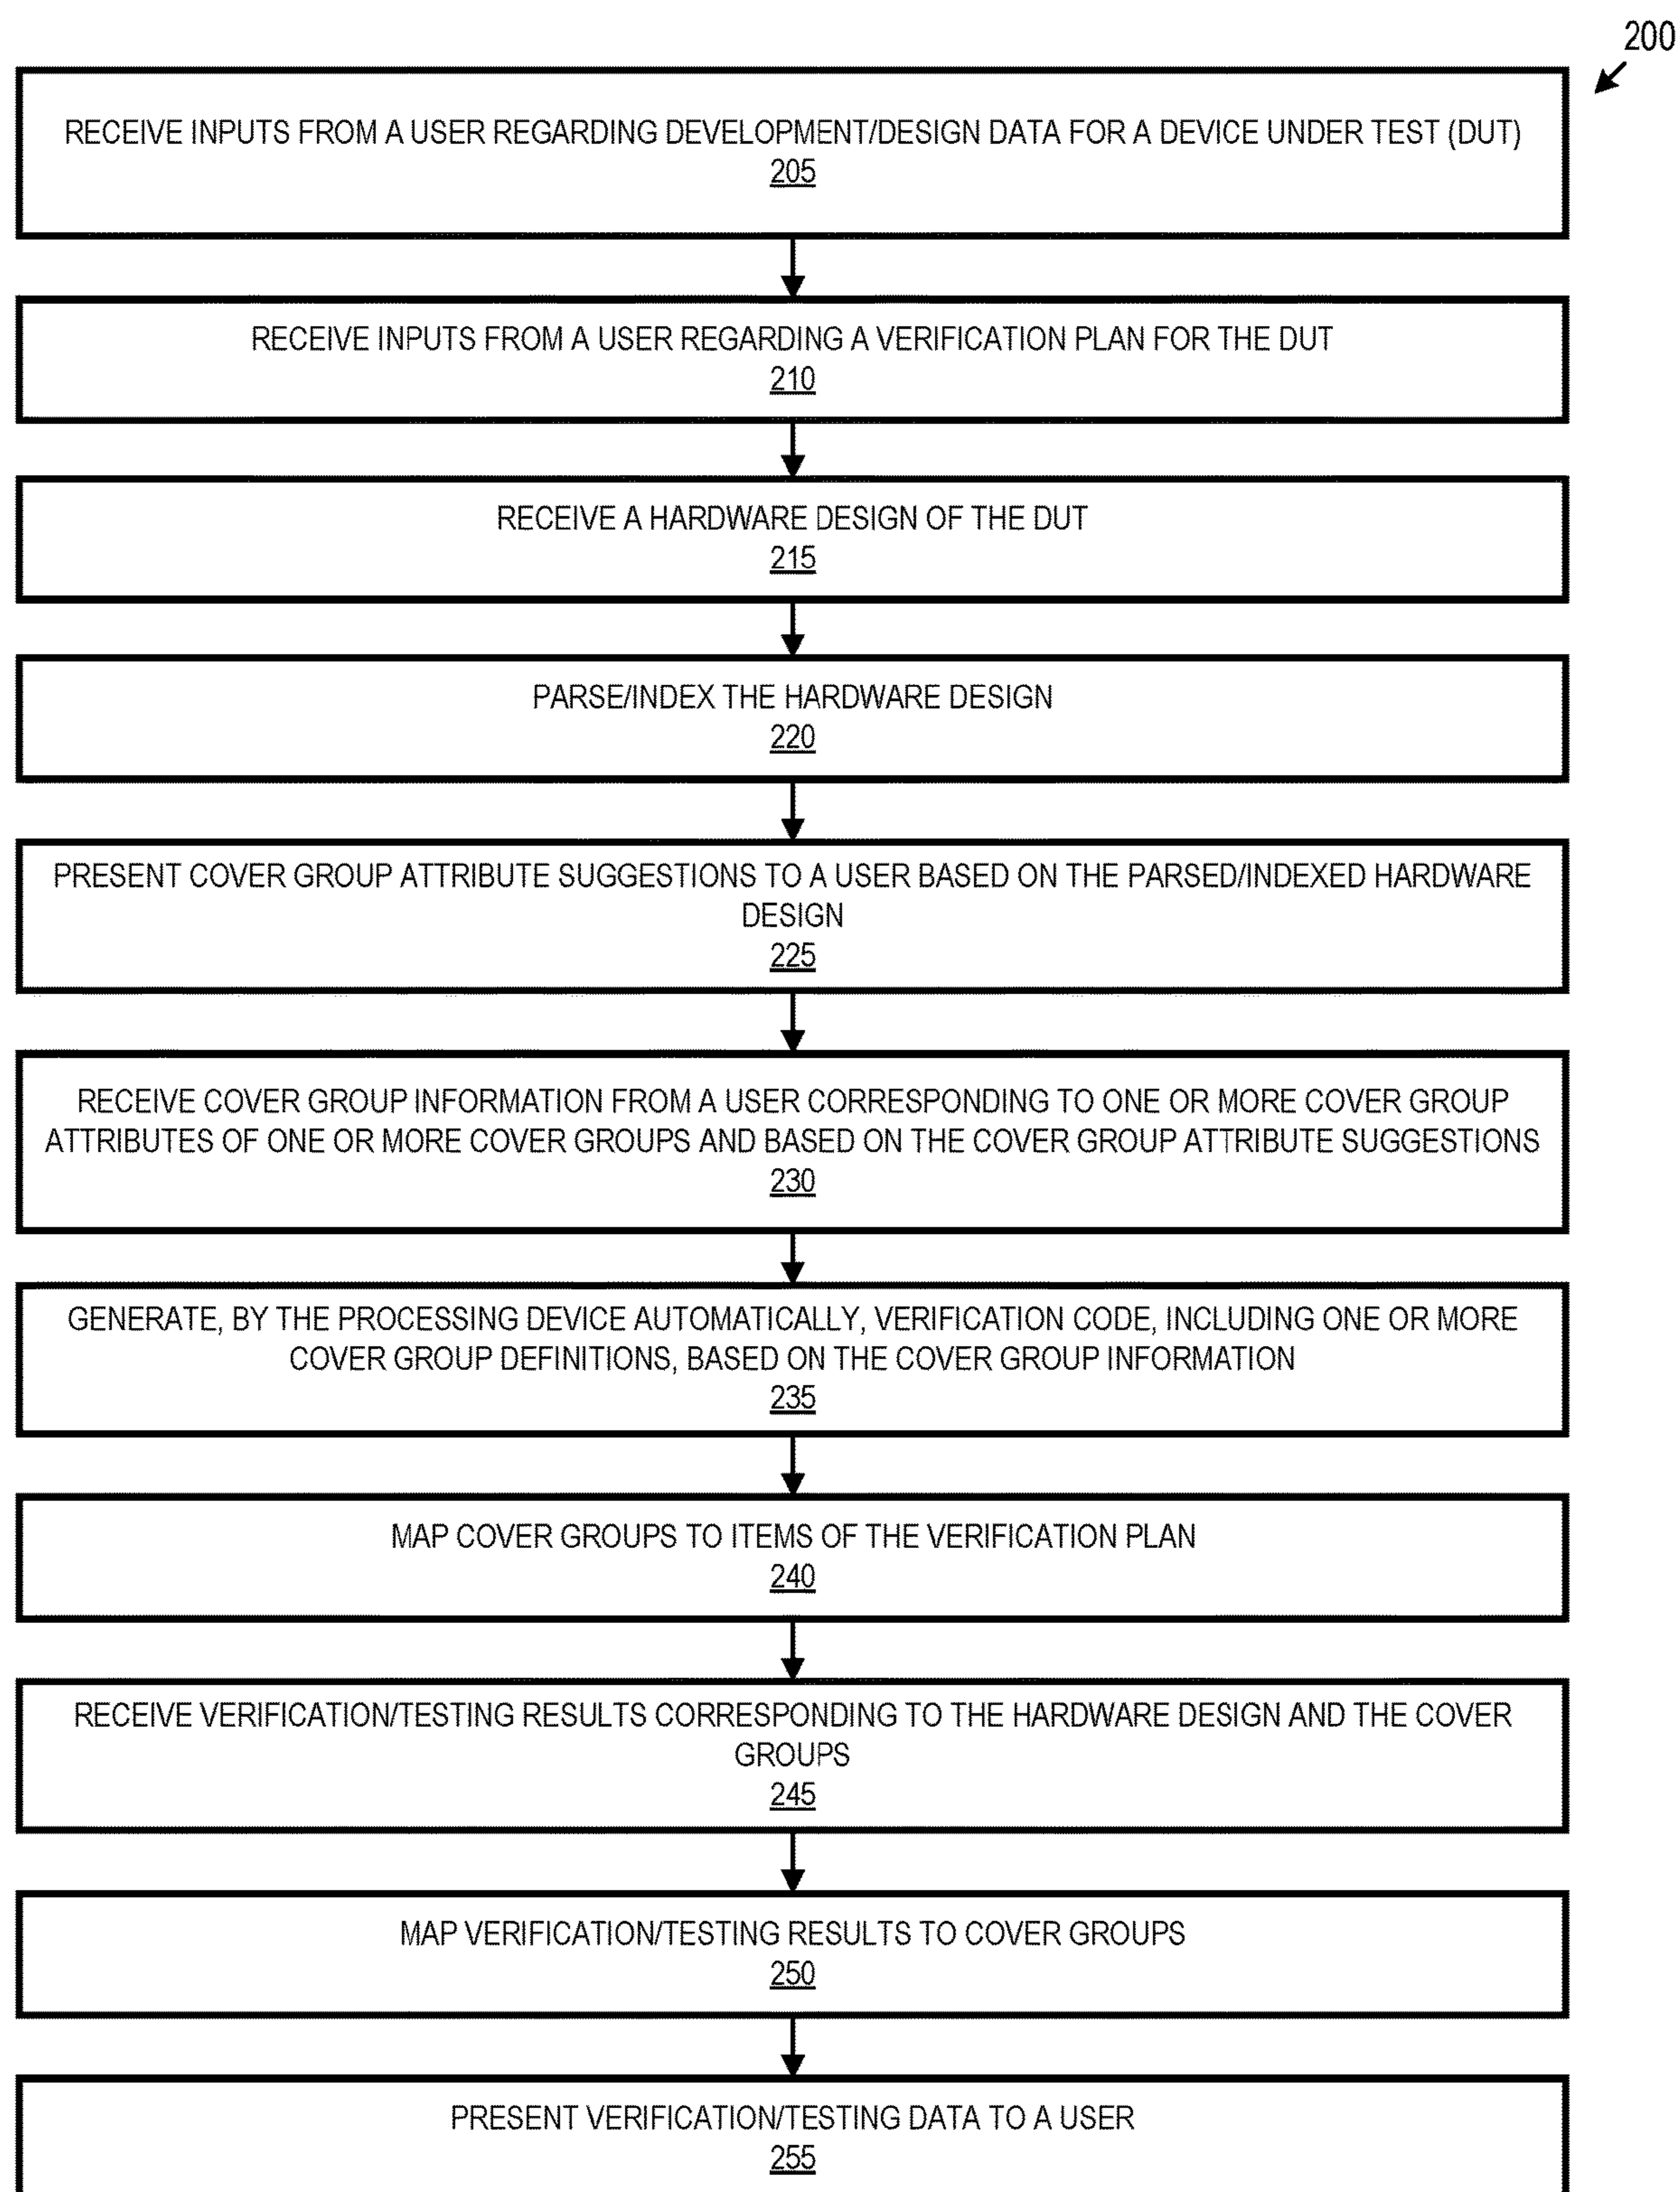 200
RECEIVE INPUTS FROM A USER REGARDING DEVELOPMENT/DESIGN DATA FOR A DEVICE UNDER TEST (DUT)
205
RECEIVE INPUTS FROM A USER REGARDING A VERIFICATION PLAN FOR THE DUT
210
RECEIVE A HARDWARE DESIGN OF THE DUT
215
PARSE/INDEX THE HARDWARE DESIGN
220
PRESENT COVER GROUP ATTRIBUTE SUGGESTIONS TO A USER BASED ON THE PARSED/INDEXED HARDWARE
DESIGN
225
RECEIVE COVER GROUP INFORMATION FROM A USER CORRESPONDING TO ONE OR MORE COVER GROUP
ATTRIBUTES OF ONE OR MORE COVER GROUPS AND BASED ON THE COVER GROUP ATTRIBUTE SUGGESTIONS
230
GENERATE, BY THE PROCESSING DEVICE AUTOMATICALLY, VERIFICATION CODE, INCLUDING ONE OR MORE
COVER GROUP DEFINITIONS, BASED ON THE COVER GROUP INFORMATION
235
MAP COVER GROUPS TO ITEMS OF THE VERIFICATION PLAN
240
RECEIVE VERIFICATION/TESTING RESULTS CORRESPONDING TO THE HARDWARE DESIGN AND THE COVER
GROUPS
245
MAP VERIFICATION/TESTING RESULTS TO COVER GROUPS
250
PRESENT VERIFICATION/TESTING DATA TO A USER
255